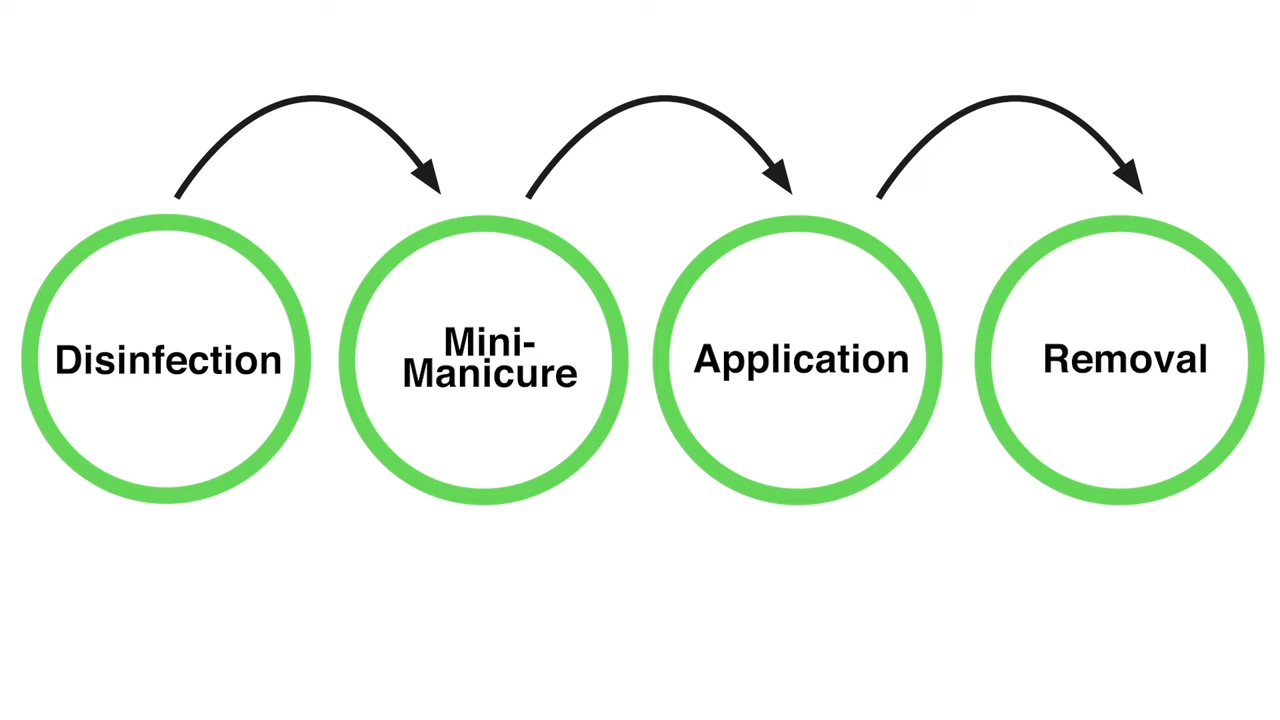 Disinfection
Mini-
Manicure
Application
Removal